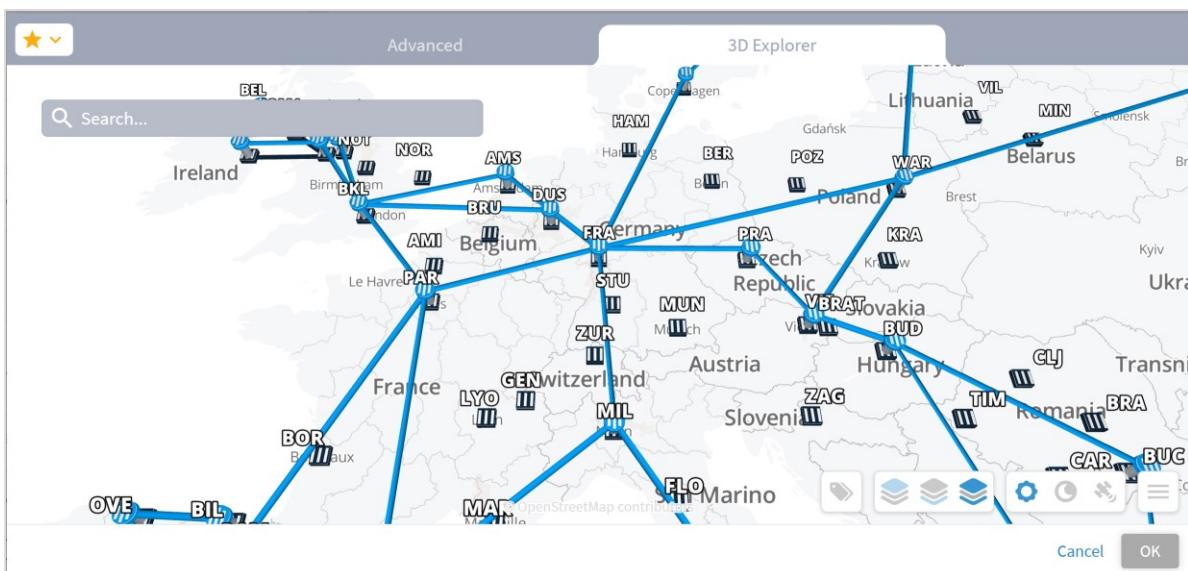 Advanced
3D Explorer
Search...
BEL
NOT
NOR
Ireland
Birmingham
BKL
AMS
DUS
BRU
Belgium
AMI
Le Havre
PAR
HAM
Copenhagen
Gdańsk
BER
POZ
Poland
WAR
Lithuania
VIL
MIN
Smolensk
Belarus
Brest
Kyiv
FRA
Germany
PRA
Czech
Republic
KRA
STU
MUN
ZUR
BRAT
Slovakia
BUD
Hungary
Austria
CLJ
France
GEN
LYO
MIL
Slovenia
ZAG
TIM
Romania
BRA
BOR
CAR
BUC
OVE
BIL
MAR
FLO
San Marino
© OpenStreetMap contributors
Cancel
OK